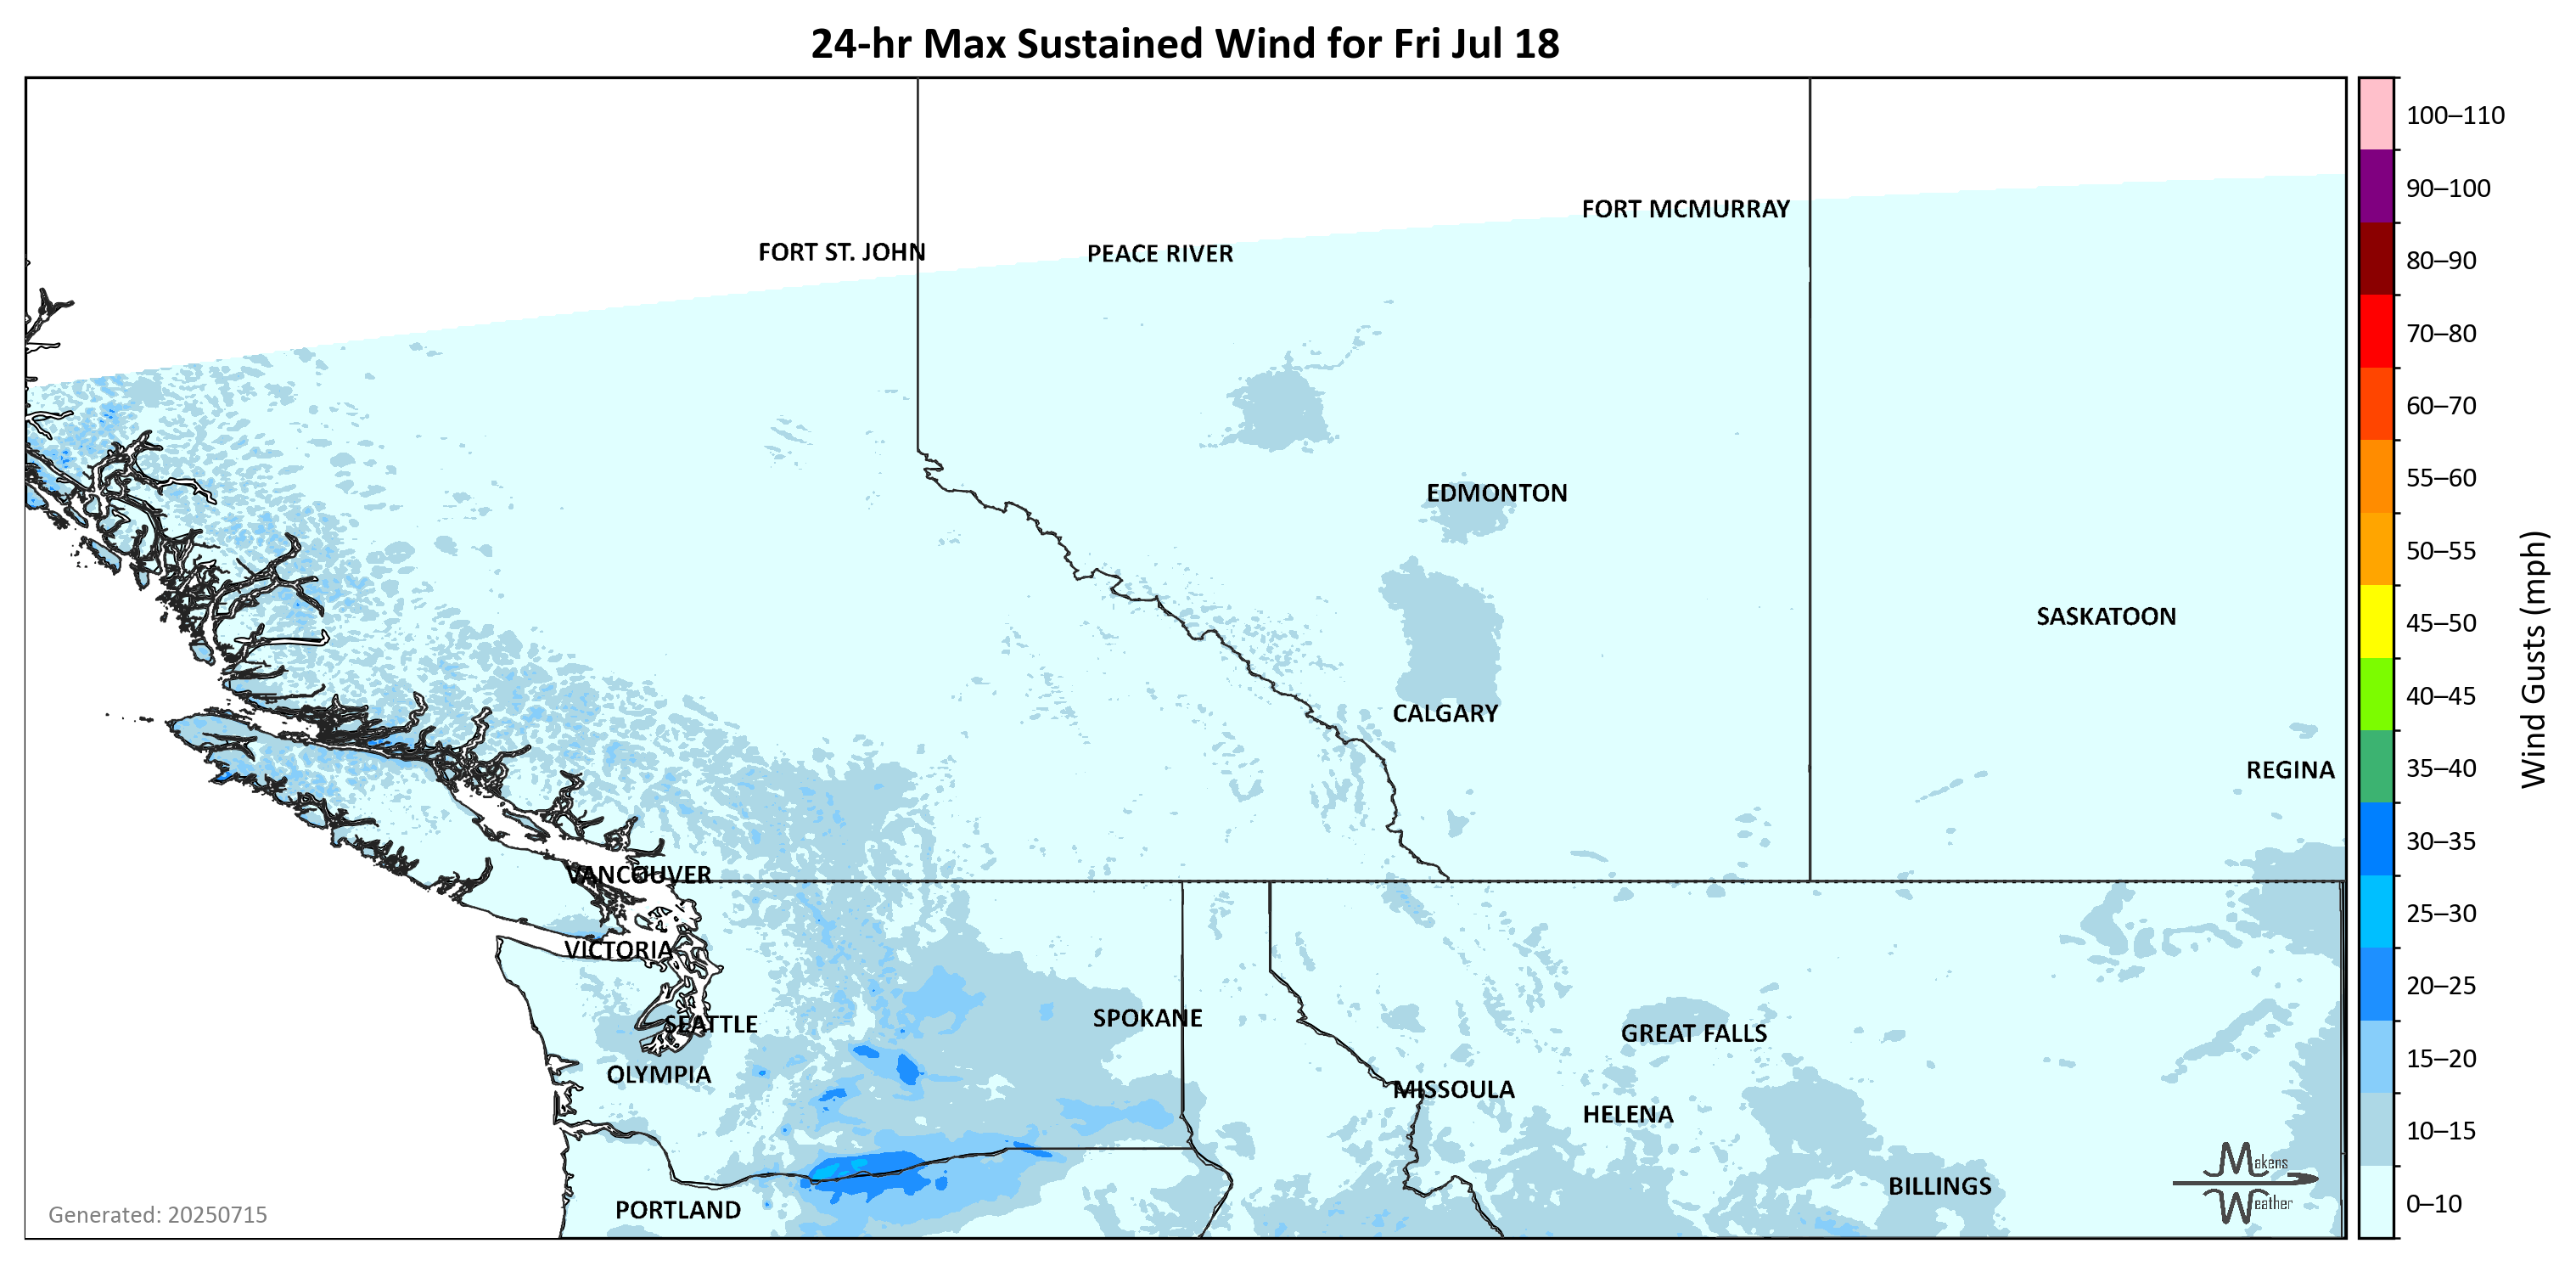 24-hr Max Sustained Wind for Fri Jul 18
100–110
90–100
80–90
70–80
60–70
55–60
50–55
45–50
40–45
35–40
30–35
25–30
20–25
15–20
10–15
0–10
Wind Gusts (mph)
FORT MCMURRAY
FORT ST. JOHN
PEACE RIVER
EDMONTON
SASKATOON
CALGARY
REGINA
VANCOUVER
VICTORIA
SEATTLE
SPOKANE
GREAT FALLS
OLYMPIA
MISSOULA
HELENA
BILLINGS
PORTLAND
Makens
Weather
Generated: 20250715